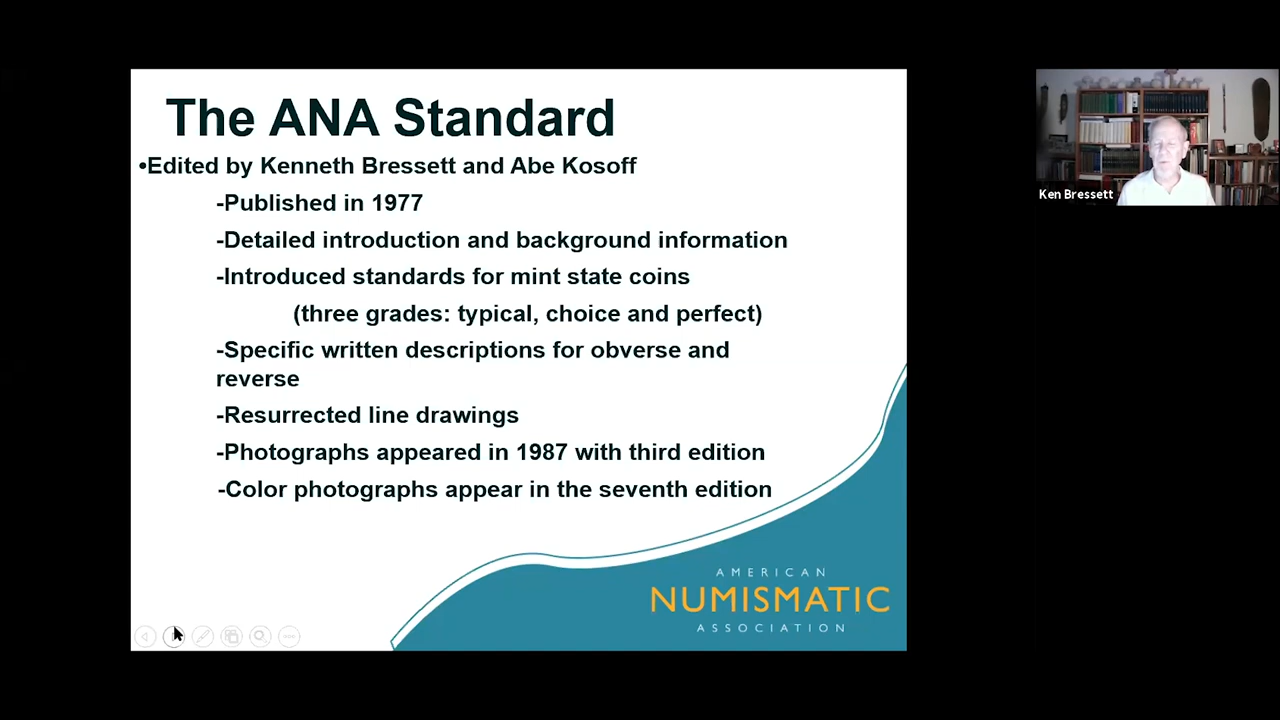 The ANA Standard
•Edited by Kenneth Bressett and Abe Kosoff
-Published in 1977
-Detailed introduction and background information
-Introduced standards for mint state coins
(three grades: typical, choice and perfect)
-Specific written descriptions for obverse and
reverse
-Resurrected line drawings
-Photographs appeared in 1987 with third edition
-Color photographs appear in the seventh edition
AMERICAN
NUMISMATIC
ASSOCIATION
Ken Bressett